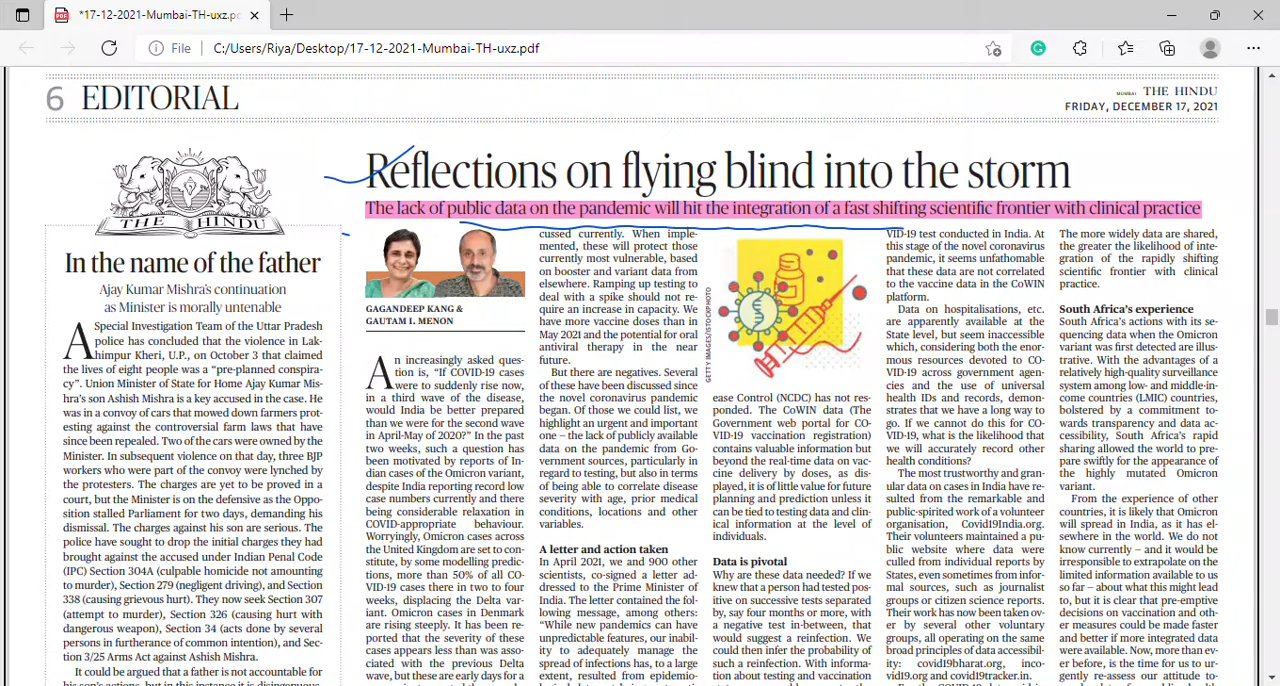 *17-12-2021-Mumbai-TH-uxz.pdf
File
C:/Users/Riya/Desktop/17-12-2021-Mumbai-TH-uxz.pdf
6 EDITORIAL
MUMBAI THE HINDU
FRIDAY, DECEMBER 17, 2021
THE HINDU
In the name of the father
Ajay Kumar Mishra's continuation
as Minister is morally untenable
A Special Investigation Team of the Uttar Pradesh
police has concluded that the violence in Lak-
himpur Kheri, U.P., on October 3 that claimed
the lives of eight people was a “pre-planned conspira-
cy”. Union Minister of State for Home Ajay Kumar Mis-
hra's son Ashish Mishra is a key accused in the case. He
was in a convoy of cars that mowed down farmers prot-
esting against the controversial farm laws that have
since been repealed. Two of the cars were owned by the
Minister. In subsequent violence on that day, three BJP
workers who were part of the convoy were lynched by
the protesters. The charges are yet to be proved in a
court, but the Minister is on the defensive as the Oppo-
sition stalled Parliament for two days, demanding his
dismissal. The charges against his son are serious. The
police have sought to drop the initial charges they had
brought against the accused under Indian Penal Code
(IPC) Section 304A (culpable homicide not amounting
to murder), Section 279 (negligent driving), and Section
338 (causing grievous hurt). They now seek Section 307
(attempt to murder), Section 326 (causing hurt with
dangerous weapon), Section 34 (acts done by several
persons in furtherance of common intention), and Sec-
tion 3/25 Arms Act against Ashish Mishra.
It could be argued that a father is not accountable for
Reflections on flying blind into the storm
The lack of public data on the pandemic will hit the integration of a fast shifting scientific frontier with clinical practice
GAGANDEEP KANG &
GAUTAM I. MENON
An increasingly asked ques-
tion is, “If COVID-19 cases
were to suddenly rise now,
in a third wave of the disease,
would India be better prepared
than we were for the second wave
in April-May of 2020?” In the past
two weeks, such a question has
been motivated by reports of In-
dian cases of the Omicron variant,
despite India reporting record low
case numbers currently and there
being considerable relaxation in
COVID-appropriate behaviour.
Worryingly, Omicron cases across
the United Kingdom are set to con-
stitute, by some modelling predic-
tions, more than 50% of all CO-
VID-19 cases there in two to four
weeks, displacing the Delta var-
iant. Omicron cases in Denmark
are rising steeply. It has been re-
ported that the severity of these
cases appears less than was asso-
ciated with the previous Delta
wave, but these are early days for a
cussed currently. When imple-
mented, these will protect those
currently most vulnerable, based
on booster and variant data from
elsewhere. Ramping up testing to
deal with a spike should not re-
quire an increase in capacity. We
have more vaccine doses than in
May 2021 and the potential for oral
antiviral therapy in the near
future.
But there are negatives. Several
of these have been discussed since
the novel coronavirus pandemic
began. Of those we could list, we
highlight an urgent and important
one – the lack of publicly available
data on the pandemic from Go-
vernment sources, particularly in
regard to testing, but also in terms
of being able to correlate disease
severity with age, prior medical
conditions, locations and other
variables.
A letter and action taken
In April 2021, we and 900 other
scientists, co-signed a letter ad-
dressed to the Prime Minister of
India. The letter contained the fol-
lowing message, among others:
“While new pandemics can have
unpredictable features, our inabil-
ity to adequately manage the
spread of infections has, to a large
extent, resulted from epidemio-
GETTY IMAGES/ISTOCKPHOTO
ease Control (NCDC) has not res-
ponded. The CoWIN data (The
Government web portal for CO-
VID-19 vaccination registration)
contains valuable information but
beyond the real-time data on vac-
cine delivery by doses, as dis-
played, it is of little value for future
planning and prediction unless it
can be tied to testing data and clin-
ical information at the level of
individuals.
Data is pivotal
Why are these data needed? If we
knew that a person had tested pos-
itive on successive tests separated
by, say four months or more, with
a negative test in-between, that
would suggest a reinfection. We
could then infer the probability of
such a reinfection. With informa-
tion about testing and vaccination
VID-19 test conducted in India. At
this stage of the novel coronavirus
pandemic, it seems unfathomable
that these data are not correlated
to the vaccine data in the CoWIN
platform.
Data on hospitalisations, etc.
are apparently available at the
State level, but seem inaccessible
which, considering both the enor-
mous resources devoted to CO-
VID-19 across government agen-
cies and the use of universal
health IDs and records, demon-
strates that we have a long way to
go. If we cannot do this for CO-
VID-19, what is the likelihood that
we will accurately record other
health conditions?
The most trustworthy and gran-
ular data on cases in India have re-
sulted from the remarkable and
public-spirited work of a volunteer
organisation, Covid19India.org.
Their volunteers maintained a pu-
blic website where data were
culled from individual reports by
States, even sometimes from infor-
mal sources, such as journalist
groups or citizen science reports.
Their work has now been taken ov-
er by several other voluntary
groups, all operating on the same
broad principles of data accessibil-
ity: covid19bharat.org, inco-
vid19.org and covid19tracker.in.
The more widely data are shared,
the greater the likelihood of inte-
gration of the rapidly shifting
scientific frontier with clinical
practice.
South Africa's experience
South Africa's actions with its se-
quencing data when the Omicron
variant was first detected are illus-
trative. With the advantages of a
relatively high-quality surveillance
system among low- and middle-in-
come countries (LMIC) countries,
bolstered by a commitment to-
wards transparency and data ac-
cessibility, South Africa's rapid
sharing allowed the world to pre-
pare swiftly for the appearance of
the highly mutated Omicron
variant.
From the experience of other
countries, it is likely that Omicron
will spread in India, as it has el-
sewhere in the world. We do not
know currently – and it would be
irresponsible to extrapolate on the
limited information available to us
so far – about what this might lead
to, but it is clear that pre-emptive
decisions on vaccination and oth-
er measures could be made faster
and better if more integrated data
were available. Now, more than ev-
er before, is the time for us to ur-